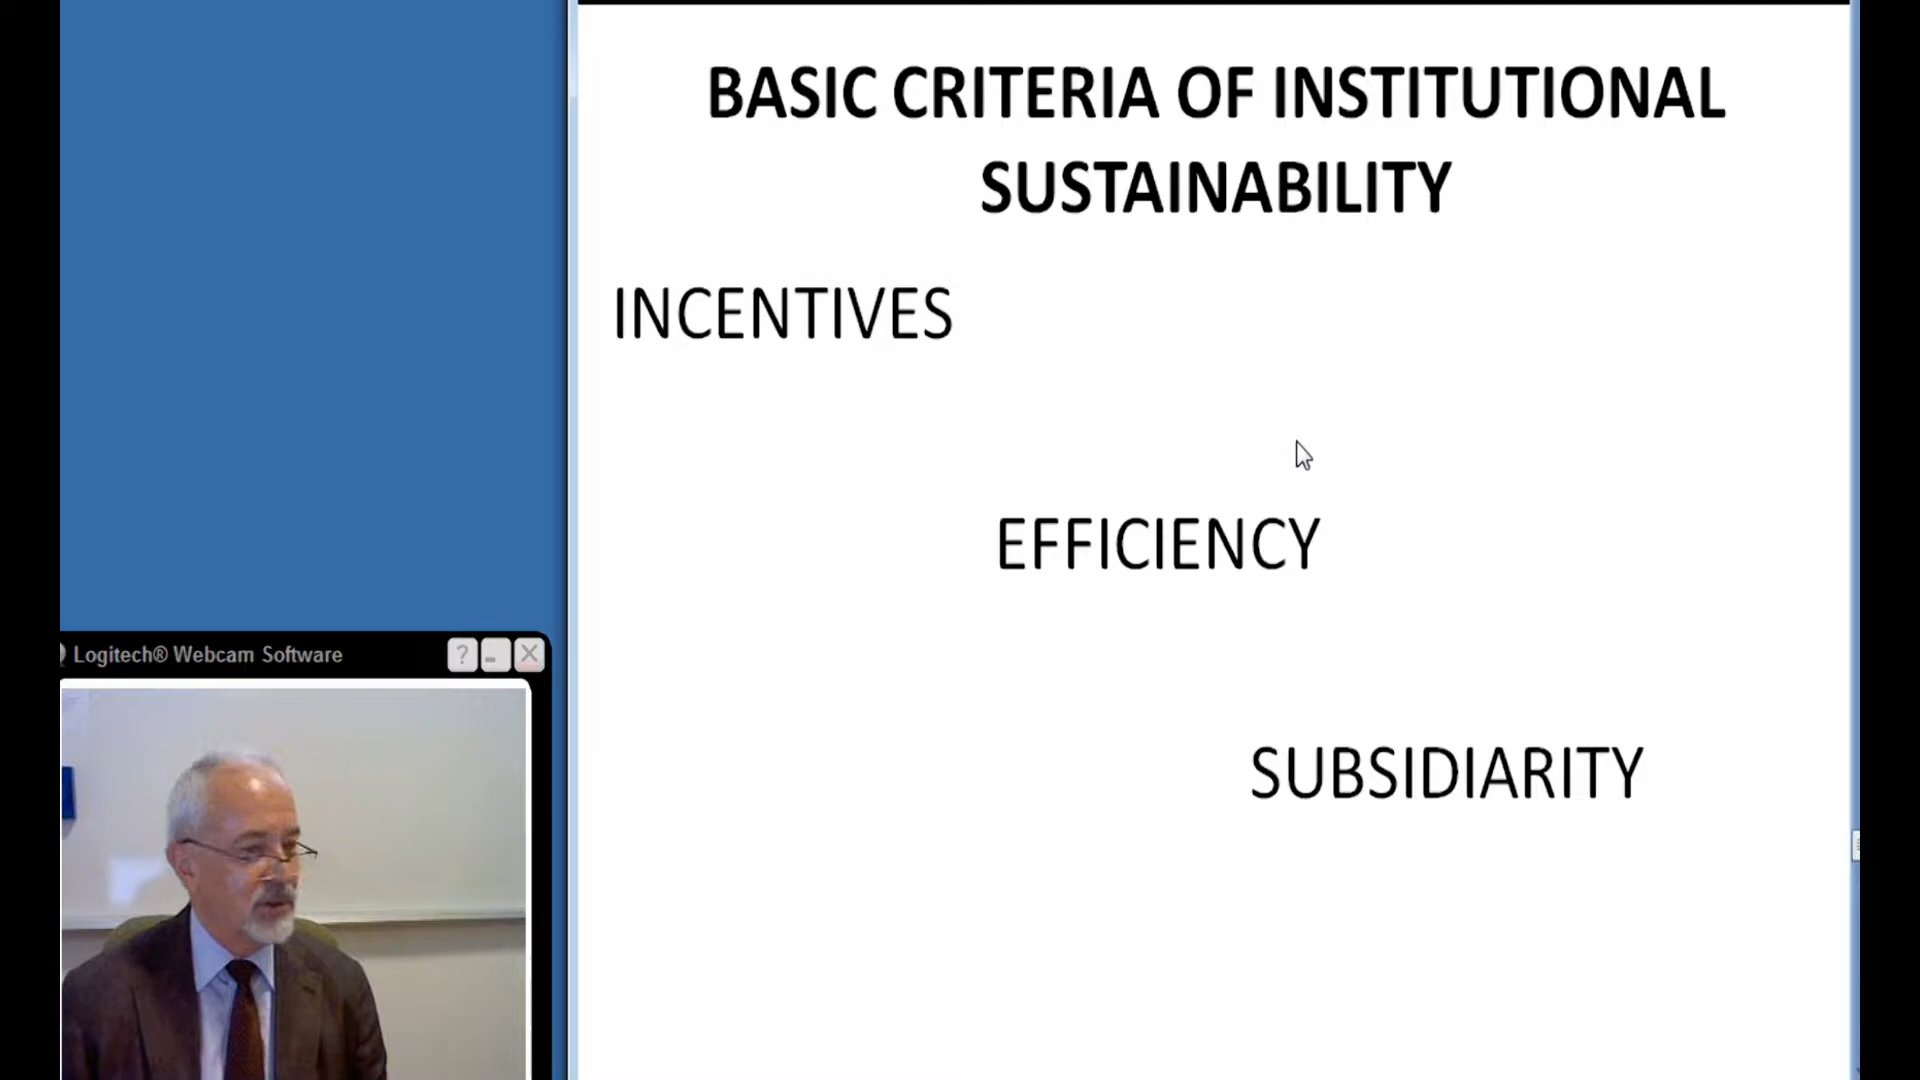 BASIC CRITERIA OF INSTITUTIONAL
SUSTAINABILITY
INCENTIVES
EFFICIENCY
SUBSIDIARITY
Logitech® Webcam Software
?